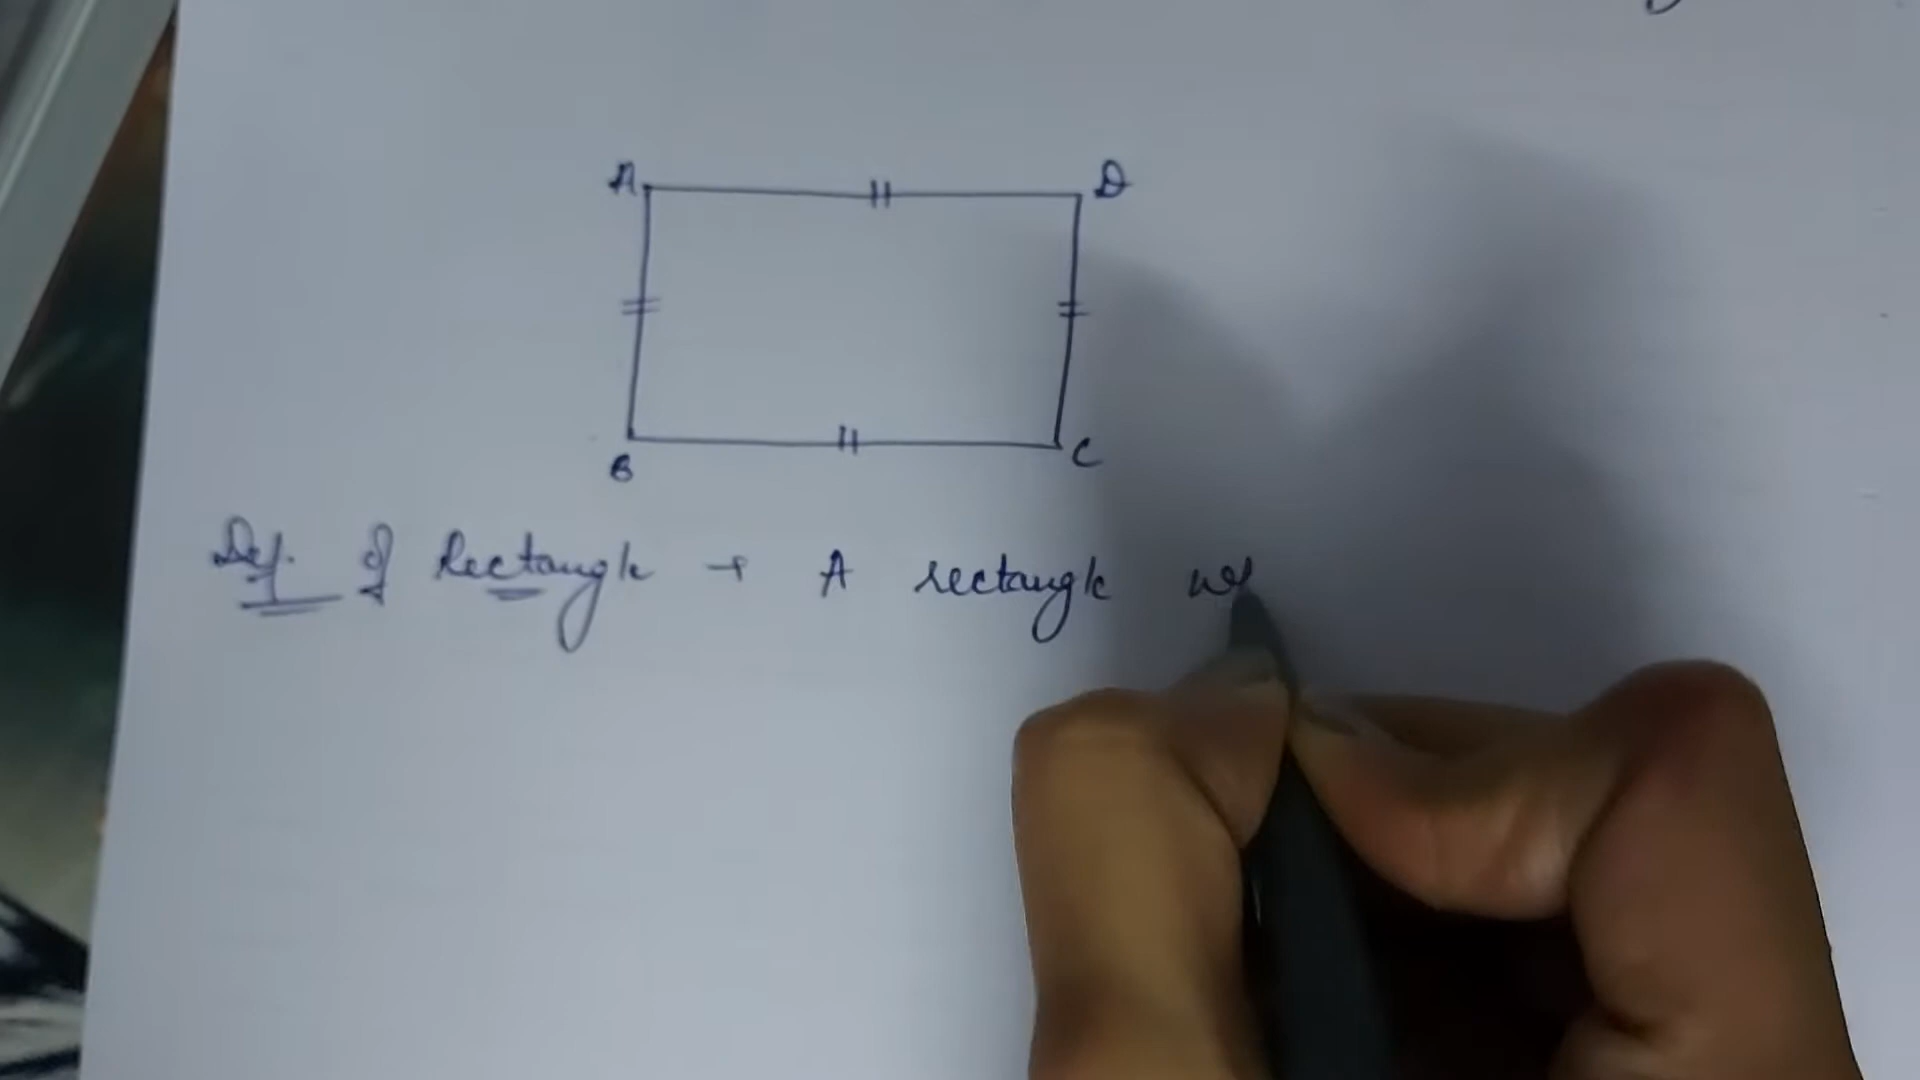 A D
B C
Def. of Rectangle → A rectangle